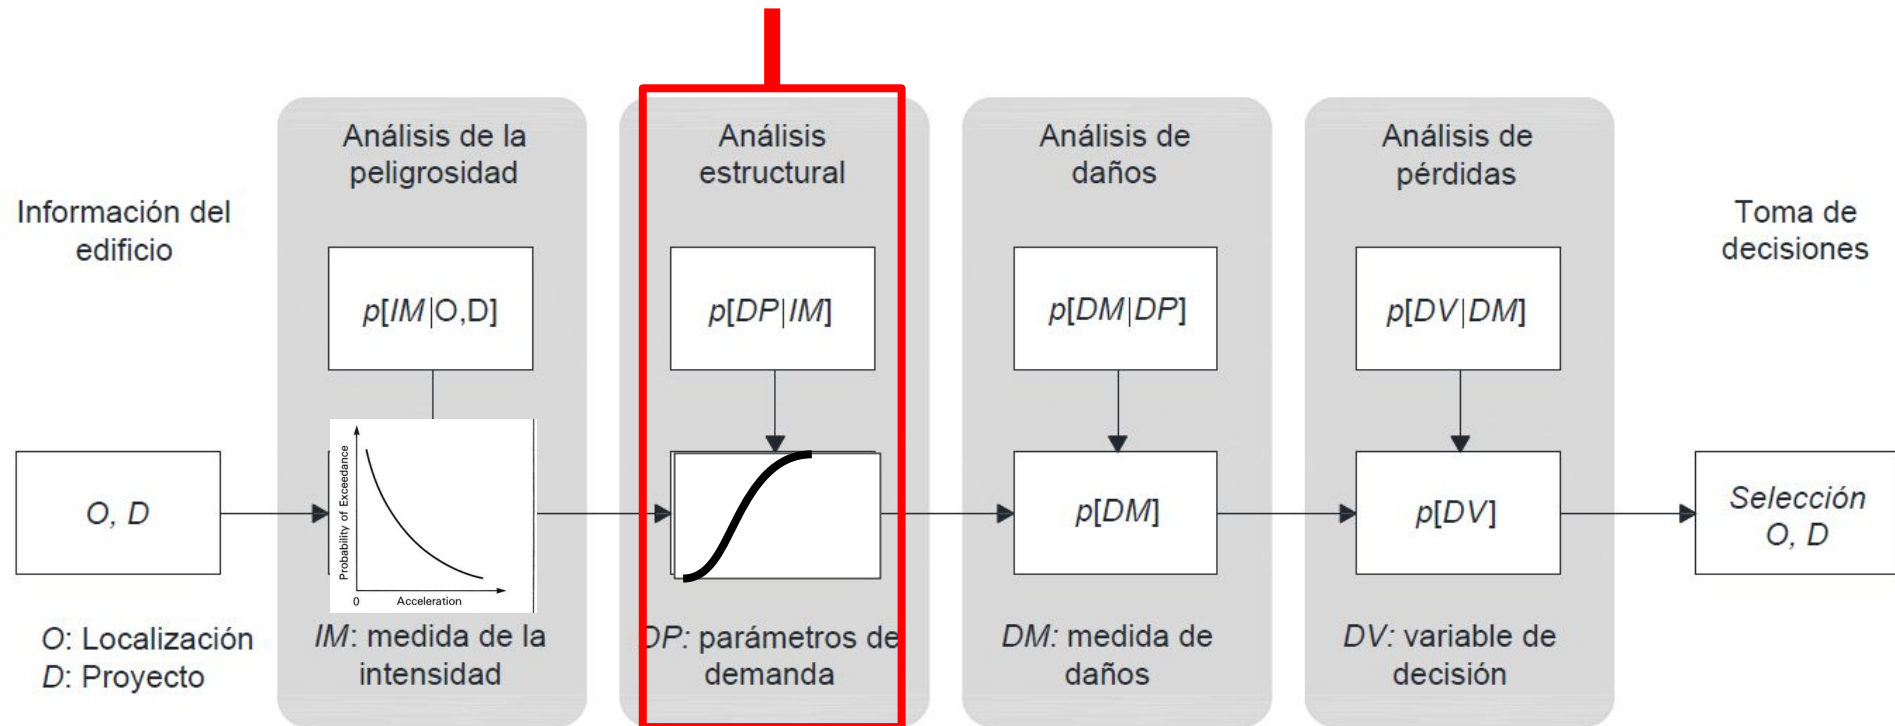 Información del
edificio
O, D
O: Localización
D: Proyecto
Análisis de la
peligrosidad
p[IM|O,D]
Probability of Exceedance
0
Acceleration
IM: medida de la
intensidad
Análisis
estructural
p[DP|IM]
DP: parámetros de
demanda
Análisis de
daños
p[DM|DP]
p[DM]
DM: medida de
daños
Análisis de
pérdidas
p[DV|DM]
p[DV]
DV: variable de
decisión
Toma de
decisiones
Selección
O, D